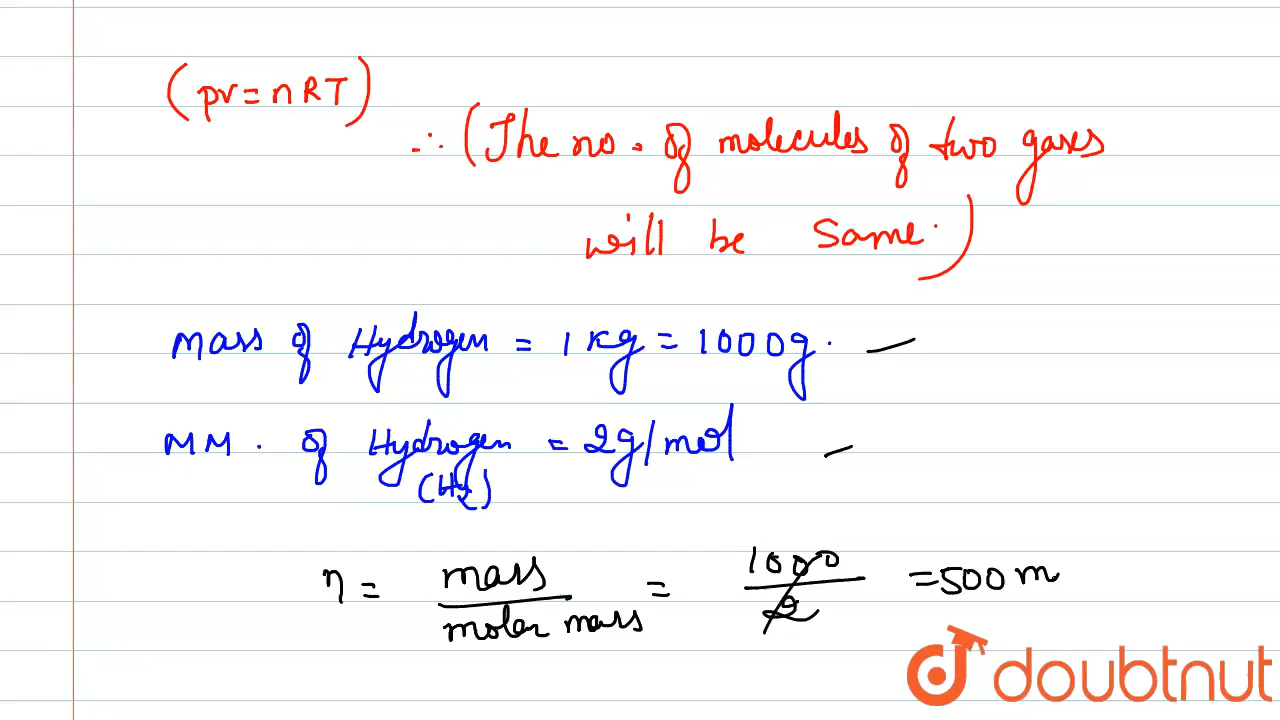 (pv = nRT)
∴ (The no. of molecules of two gases
will be same.)
Mass of Hydrogen = 1 Kg = 1000g.
MM. of Hydrogen = 2g/mol
(H2)
n = mass / molar mass = 1000 / 2 = 500 m
doubtnut